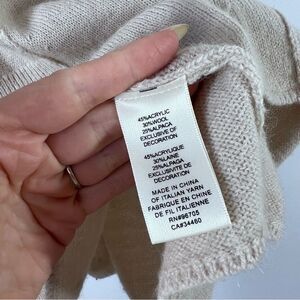 45%ACRYLIC
30%WOOL
25%ALPACA
EXCLUSIVE OF
DECORATION
45%ACRYLIQUE
30%LAINE
25%ALPAGA
EXCLUSIVE DE
DECORATION
MADE IN CHINA
OF ITALIAN YARN
FABRIQUE EN CHINE
DE FIL ITALIENNE
RN#96705
CA#34460